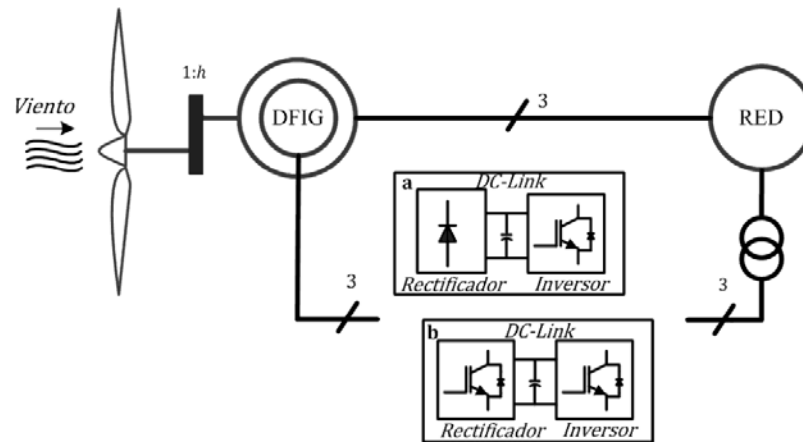 1:h
Viento
DFIG
3
RED
a
DC-Link
Rectificador
Inversor
3
3
b
DC-Link
Rectificador
Inversor